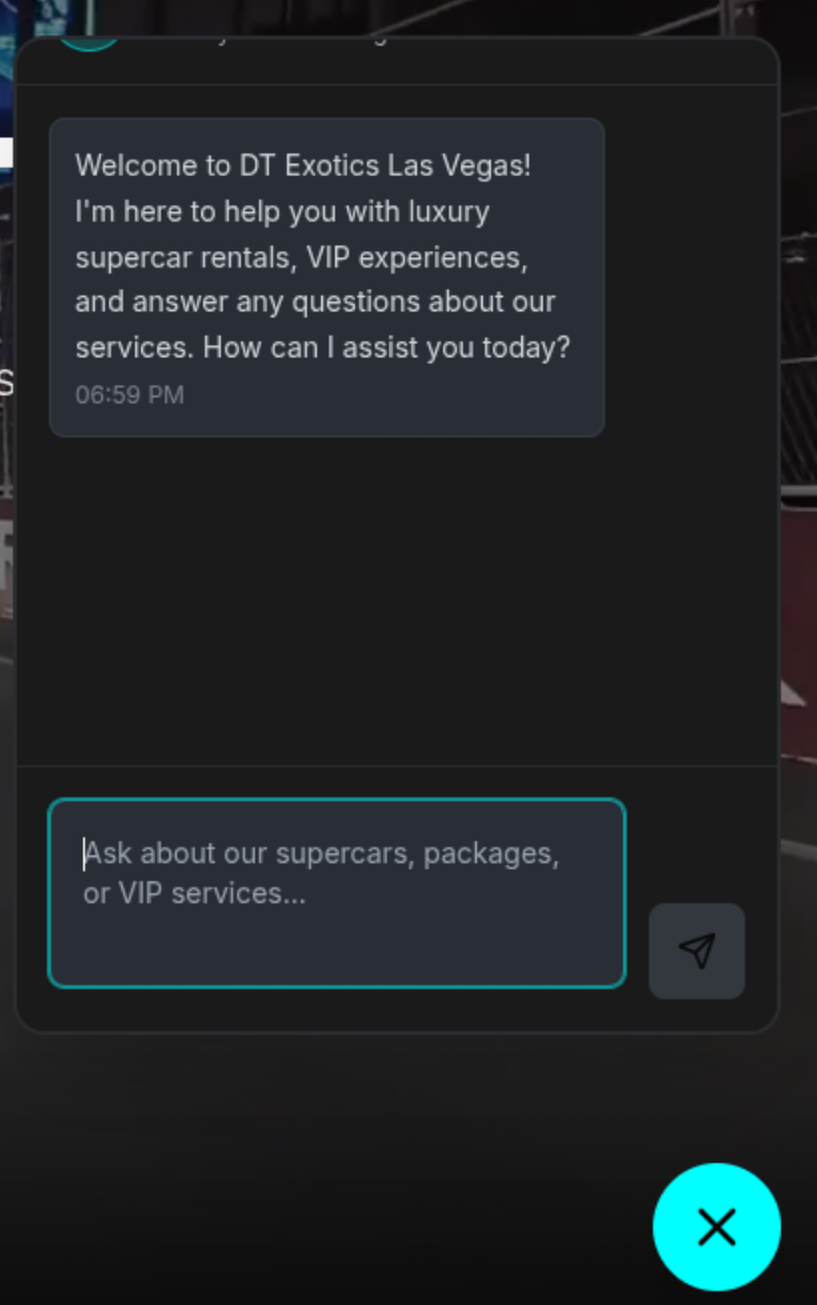 Welcome to DT Exotics Las Vegas!
I'm here to help you with luxury
supercar rentals, VIP experiences,
and answer any questions about our
services. How can I assist you today?
06:59 PM
Ask about our supercars, packages,
or VIP services...